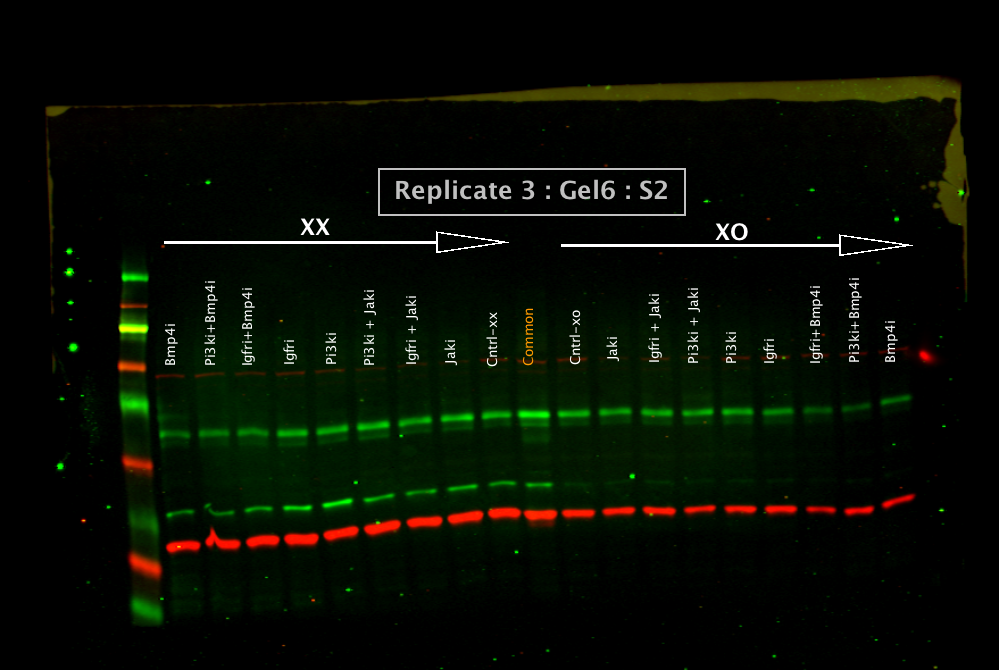 Replicate 3 : Gel6 : S2
XX
XO
Bmp4i
Pi3ki+Bmp4i
Igfri+Bmp4i
Igfri
Pi3ki
Pi3ki + Jaki
Igfri + Jaki
Jaki
Cntrl-xx
Common
Cntrl-xo
Jaki
Igfri + Jaki
Pi3ki + Jaki
Pi3ki
Igfri
Igfri+Bmp4i
Pi3ki+Bmp4i
Bmp4i